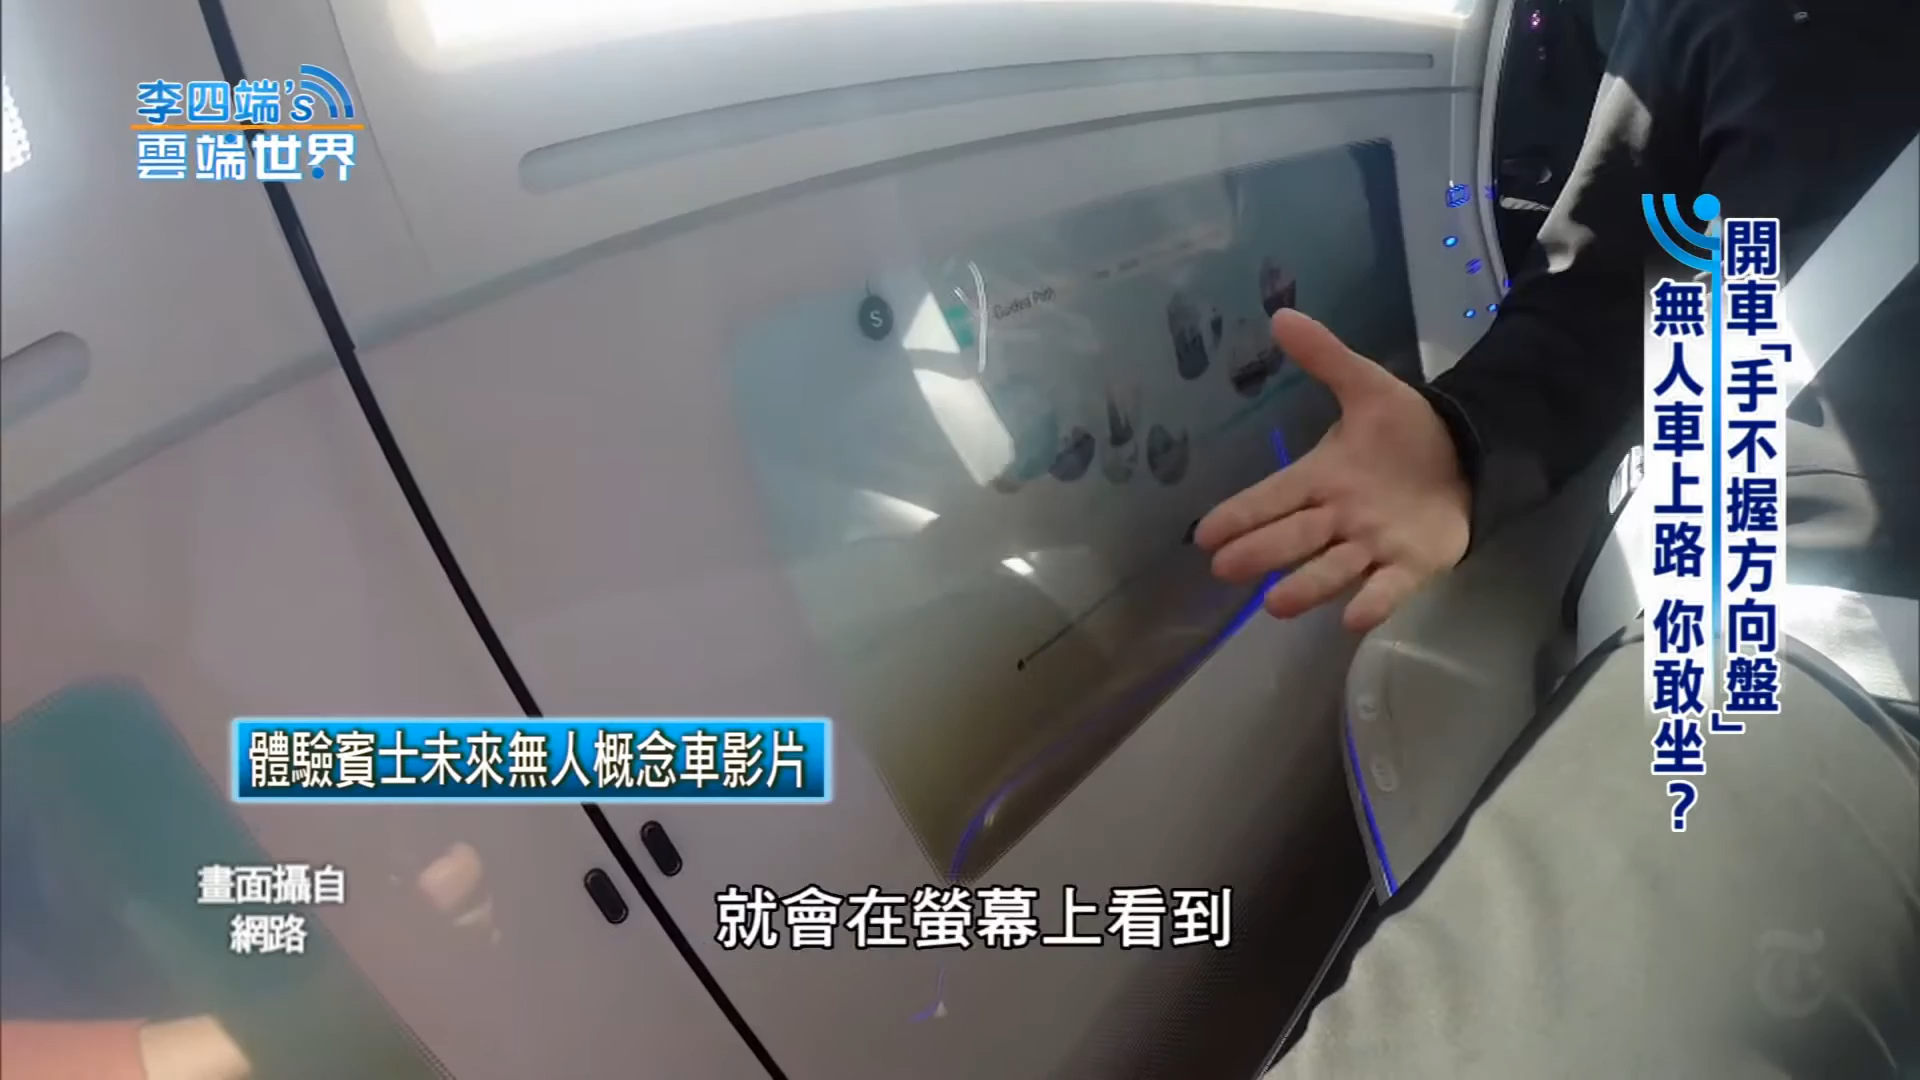 李四端's
雲端世界
開車「手不握方向盤」
無人車上路 你敢坐？
S
Guided Path
體驗賓士未來無人概念車影片
畫面攝自
網路
就會在螢幕上看到
T